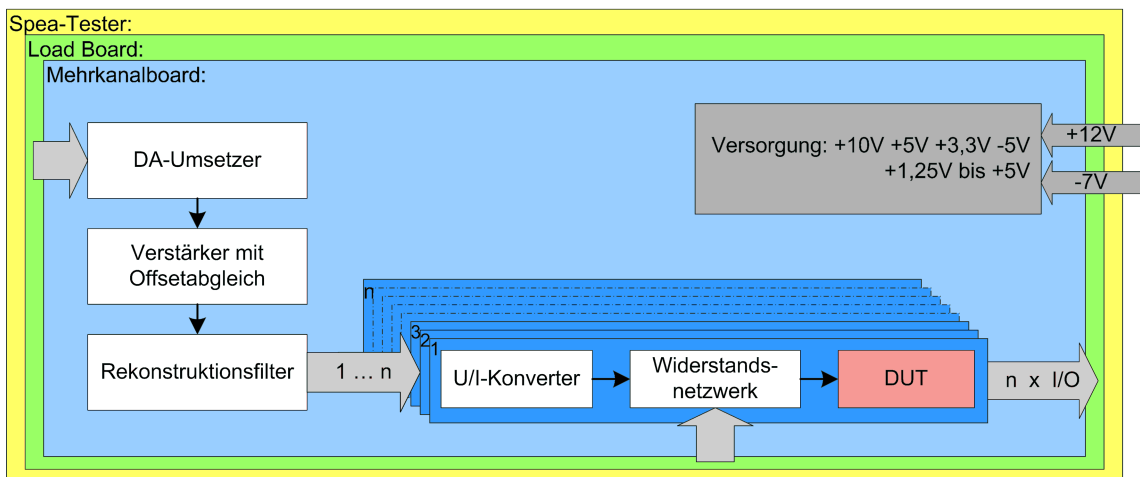 Spea-Tester:
Load Board:
Mehrkanalboard:
DA-Umsetzer
Versorgung: +10V +5V +3,3V -5V
+1,25V bis +5V
+12V
-7V
Verstärker mit
Offsetabgleich
Rekonstruktionsfilter
1 ... n
n
3
2
1
U/I-Konverter
Widerstands-
netzwerk
DUT
n x I/O